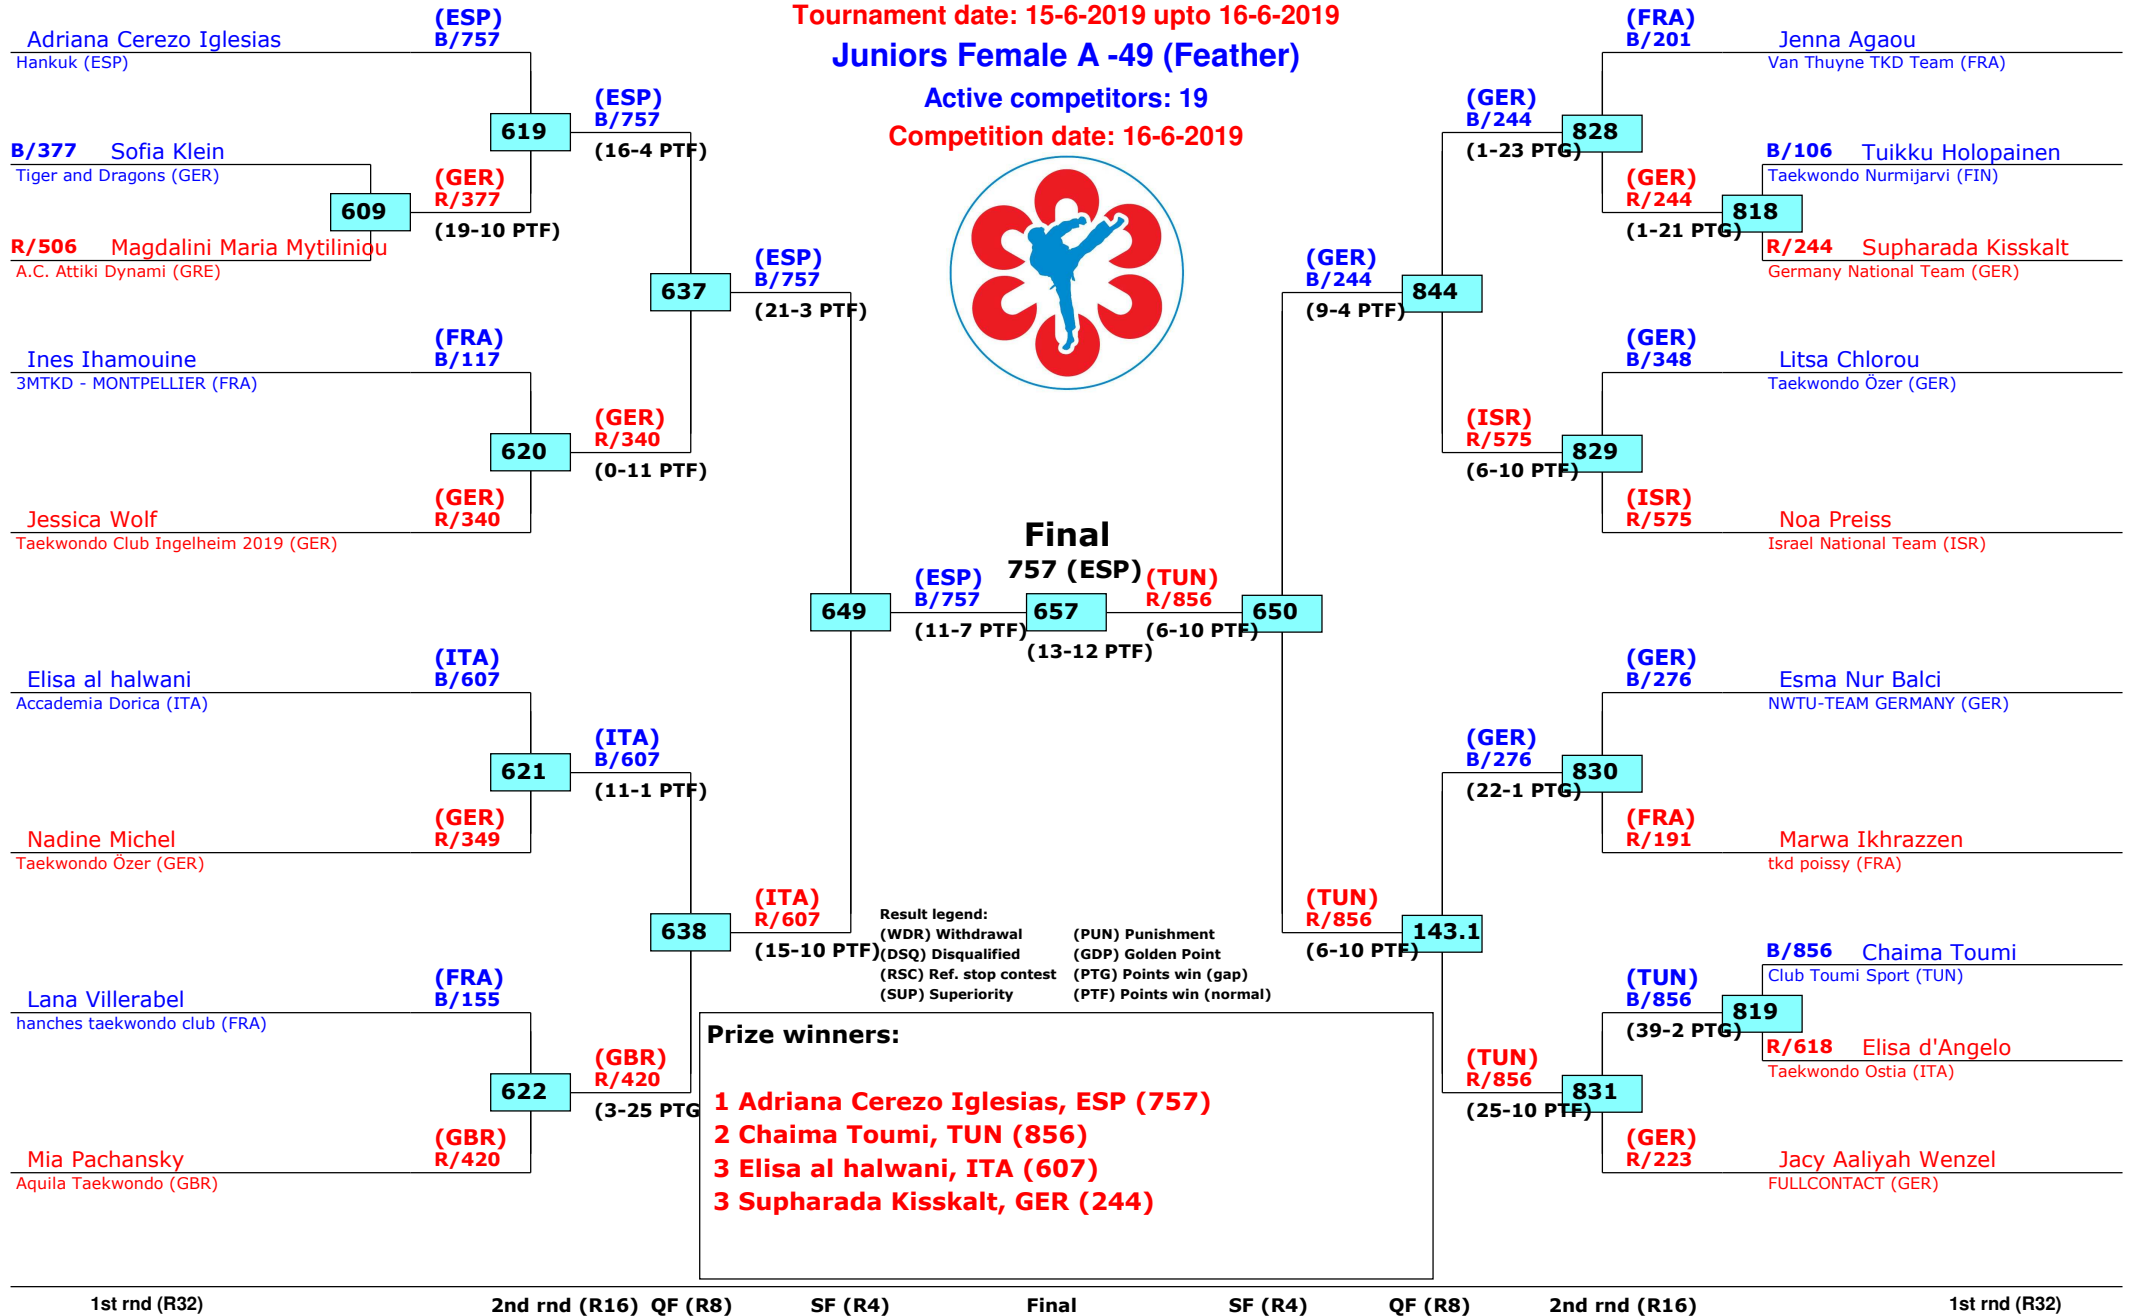 Tournament date: 15-6-2019 upto 16-6-2019
Juniors Female A -49 (Feather)
Active competitors: 19
Competition date: 16-6-2019
(ESP)
Adriana Cerezo Iglesias B/757
Hankuk (ESP)
(ESP)
B/757
619
(16-4 PTF)
B/377 Sofia Klein
Tiger and Dragons (GER)
(GER)
R/377
609
(19-10 PTF)
R/506 Magdalini Maria Mytiliniou
A.C. Attiki Dynami (GRE)
(ESP)
B/757
637
(21-3 PTF)
(FRA)
Ines Ihamouine B/117
3MTKD - MONTPELLIER (FRA)
(GER)
R/340
620
(0-11 PTF)
(GER)
Jessica Wolf R/340
Taekwondo Club Ingelheim 2019 (GER)
(ESP)
B/757
649
(11-7 PTF)
(ITA)
Elisa al halwani B/607
Accademia Dorica (ITA)
(ITA)
B/607
621
(11-1 PTF)
(GER)
Nadine Michel R/349
Taekwondo Özer (GER)
(ITA)
R/607
638
(15-10 PTF)
(FRA)
Lana Villerabel B/155
hanches taekwondo club (FRA)
(GBR)
R/420
622
(3-25 PTG
(GBR)
Mia Pachansky R/420
Aquila Taekwondo (GBR)
Final
757 (ESP)
657
(13-12 PTF)
(TUN)
R/856
650
(6-10 PTF)
(FRA)
B/201 Jenna Agaou
Van Thuyne TKD Team (FRA)
(GER)
B/244
828
(1-23 PTG)
B/106 Tuikku Holopainen
Taekwondo Nurmijarvi (FIN)
(GER)
R/244
818
(1-21 PTG)
R/244 Supharada Kisskalt
Germany National Team (GER)
(GER)
B/244
844
(9-4 PTF)
(GER)
B/348 Litsa Chlorou
Taekwondo Özer (GER)
(ISR)
R/575
829
(6-10 PTF)
(ISR)
R/575 Noa Preiss
Israel National Team (ISR)
(GER)
B/276 Esma Nur Balci
NWTU-TEAM GERMANY (GER)
(GER)
B/276
830
(22-1 PTG)
(FRA)
R/191 Marwa Ikhrazzen
tkd poissy (FRA)
(TUN)
R/856
143.1
(6-10 PTF)
B/856 Chaima Toumi
Club Toumi Sport (TUN)
(TUN)
B/856
819
(39-2 PTG)
R/618 Elisa d'Angelo
Taekwondo Ostia (ITA)
(TUN)
R/856
831
(25-10 PTF)
(GER)
R/223 Jacy Aaliyah Wenzel
FULLCONTACT (GER)
Result legend:
(WDR) Withdrawal (PUN) Punishment
(DSQ) Disqualified (GDP) Golden Point
(RSC) Ref. stop contest (PTG) Points win (gap)
(SUP) Superiority (PTF) Points win (normal)
Prize winners:
1 Adriana Cerezo Iglesias, ESP (757)
2 Chaima Toumi, TUN (856)
3 Elisa al halwani, ITA (607)
3 Supharada Kisskalt, GER (244)
1st rnd (R32) 2nd rnd (R16) QF (R8) SF (R4) Final SF (R4) QF (R8) 2nd rnd (R16) 1st rnd (R32)